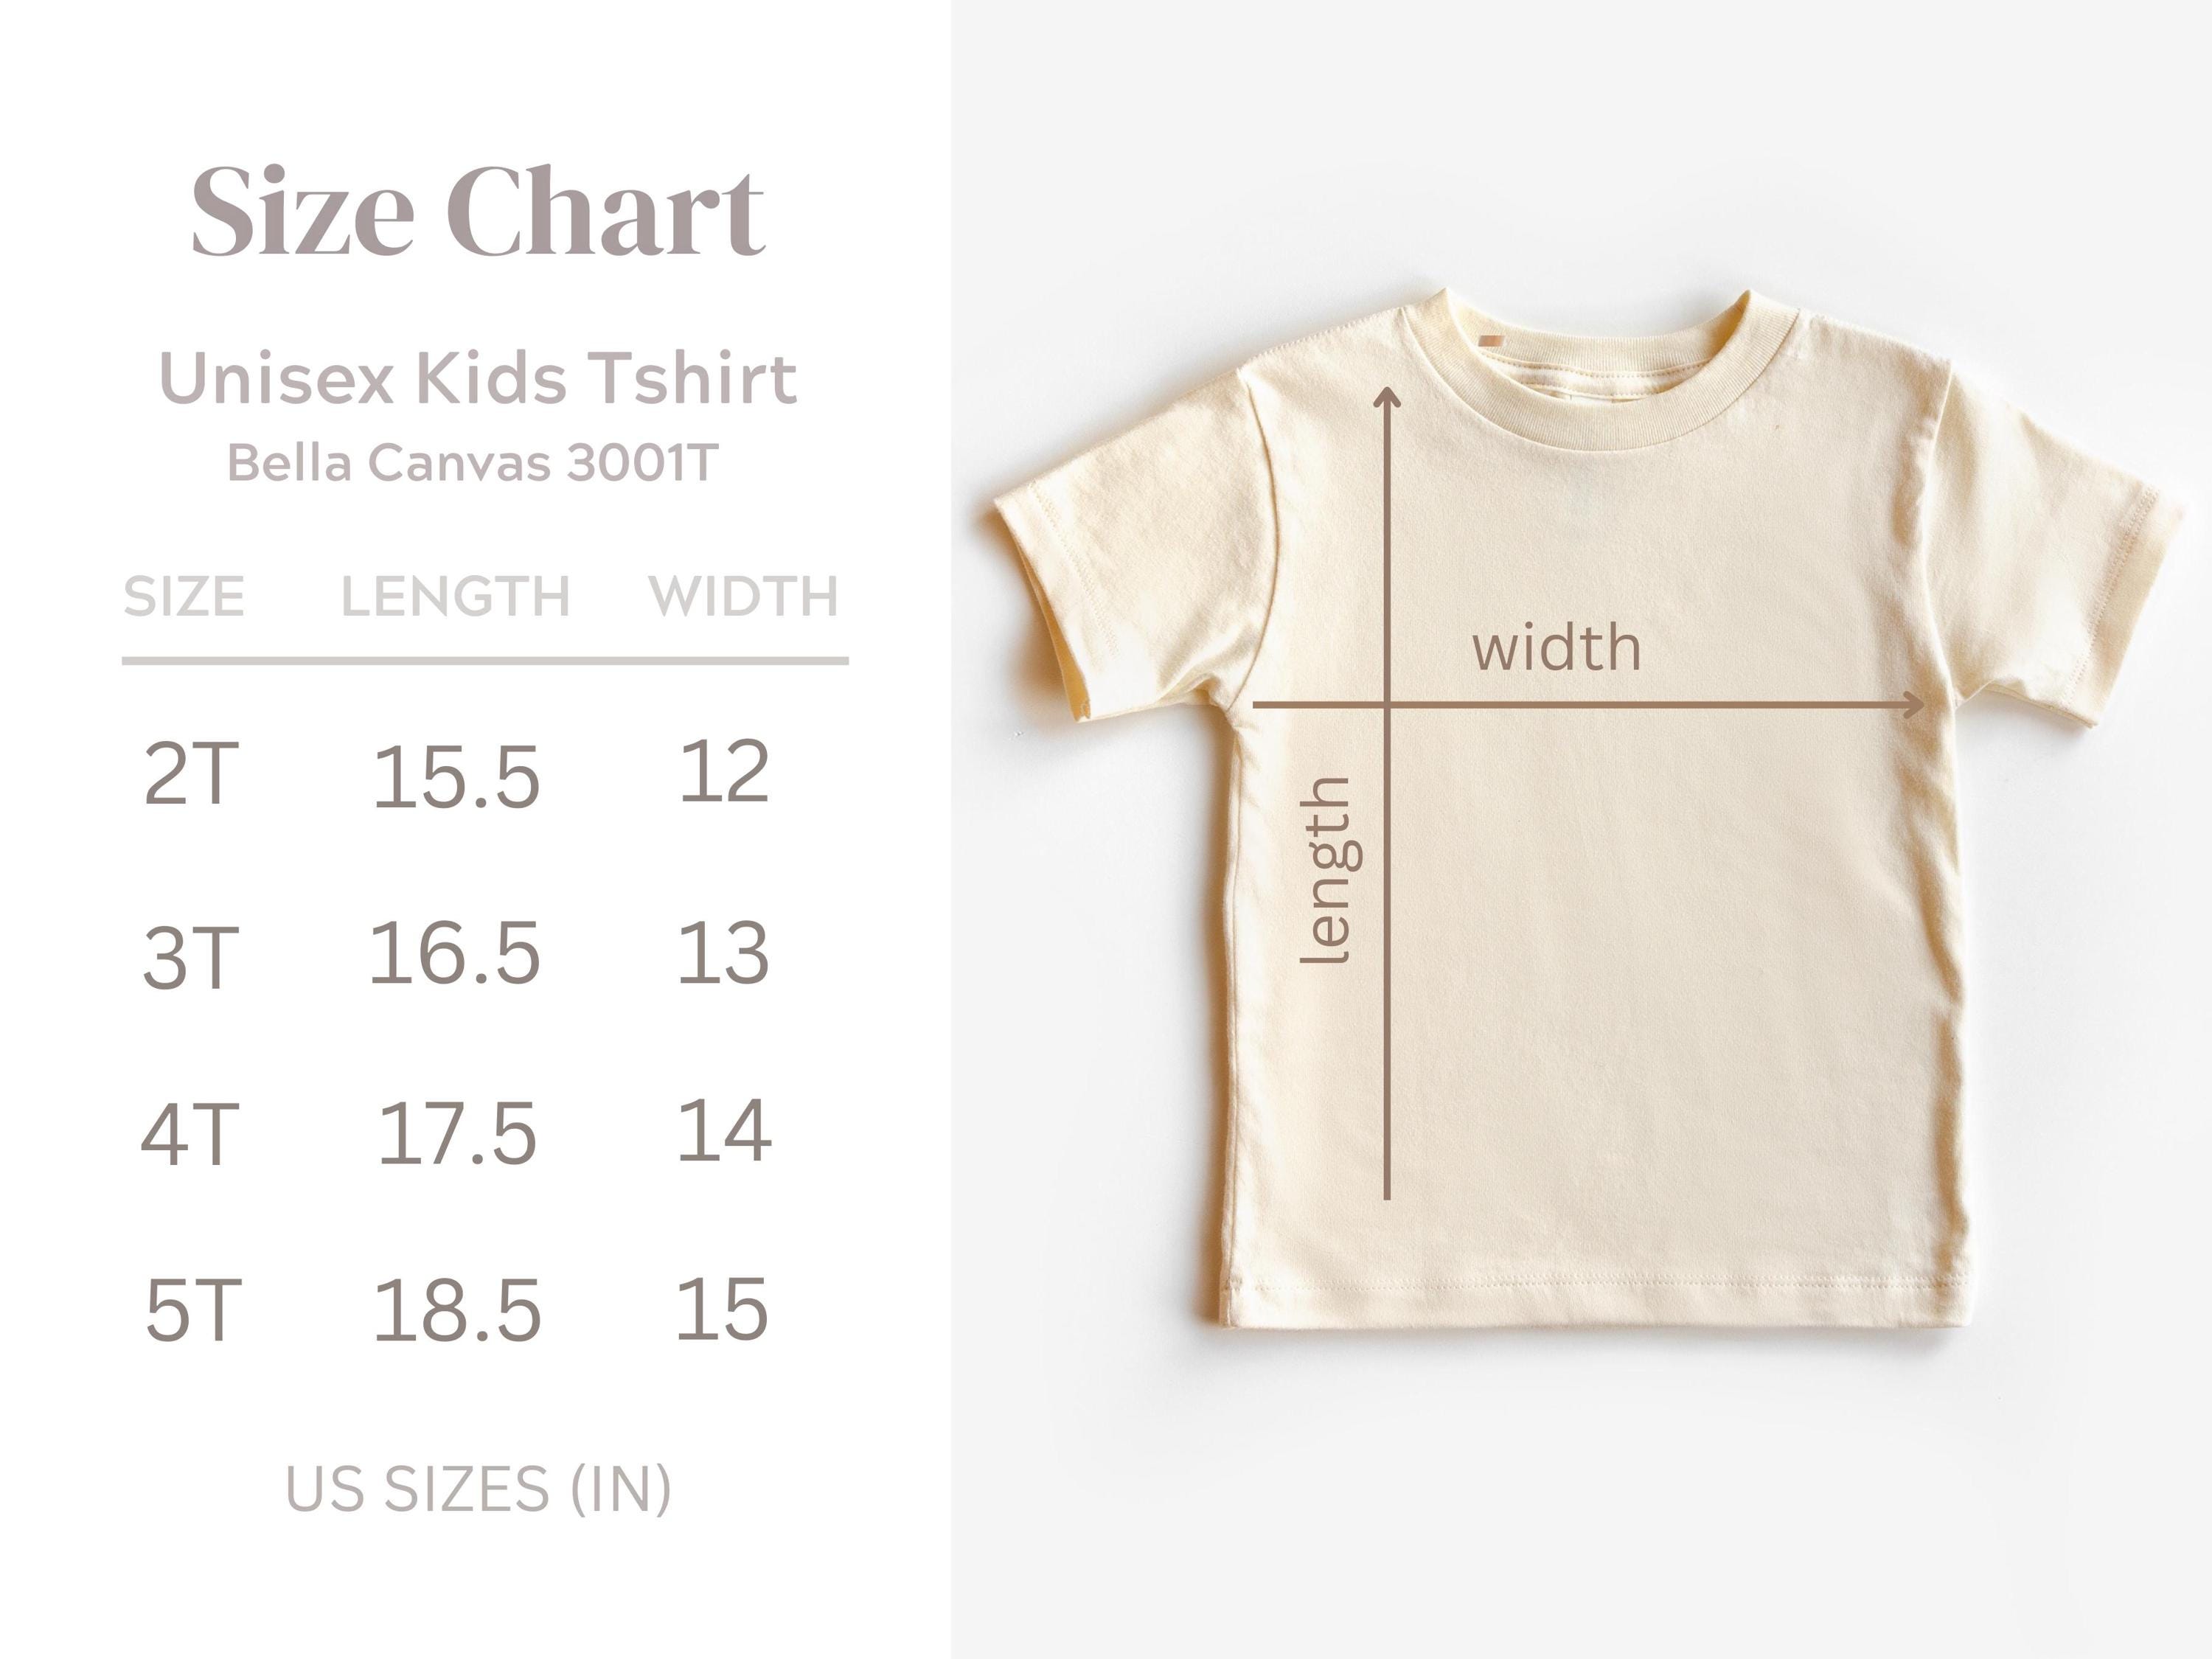 Size Chart
Unisex Kids Tshirt
Bella Canvas 3001T
SIZE LENGTH WIDTH
2T 15.5 12
3T 16.5 13
4T 17.5 14
5T 18.5 15
US SIZES (IN)
width
length